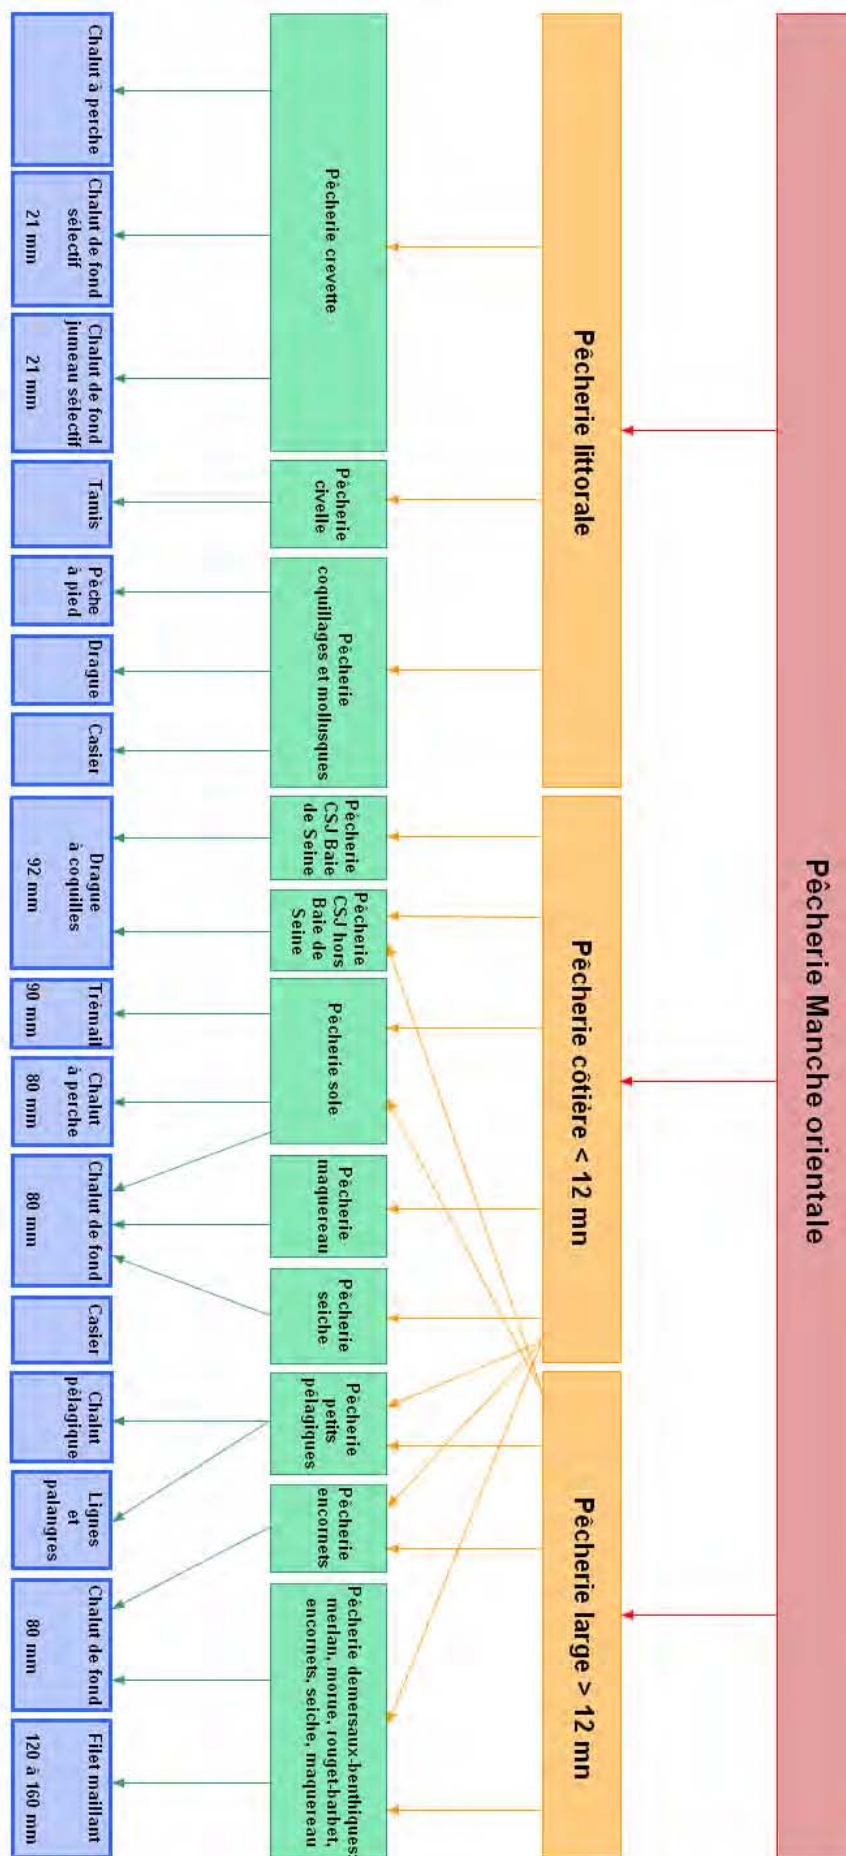 Pêcherie Manche orientale
Pêcherie littorale
Pêcherie côtière < 12 mn
Pêcherie large > 12 mn
Pêcherie crevette
Pêcherie
civelle
Pêcherie
coquillages et mollusques
Pêcherie
CSJ Baie
de Seine
Pêcherie
CSJ hors
Baie de
Seine
Pêcherie sole
Pêcherie
maquereau
Pêcherie
seiche
Pêcherie
petits
pélagiques
Pêcherie
encornets
Pêcherie demersaux-benthiques:
merlan, morue, rouget-barbet,
encornets, seiche, maquereau
Chalut à perche
Chalut de fond
sélectif
21 mm
Chalut de fond
jumeau sélectif
21 mm
Tamis
Pêche
à pied
Drague
Casier
Drague
à coquilles
92 mm
Trémail
90 mm
Chalut
à perche
80 mm
Chalut de fond
80 mm
Casier
Chalut
pélagique
Lignes
et
palangres
Chalut de fond
80 mm
Filet maillant
120 à 160 mm